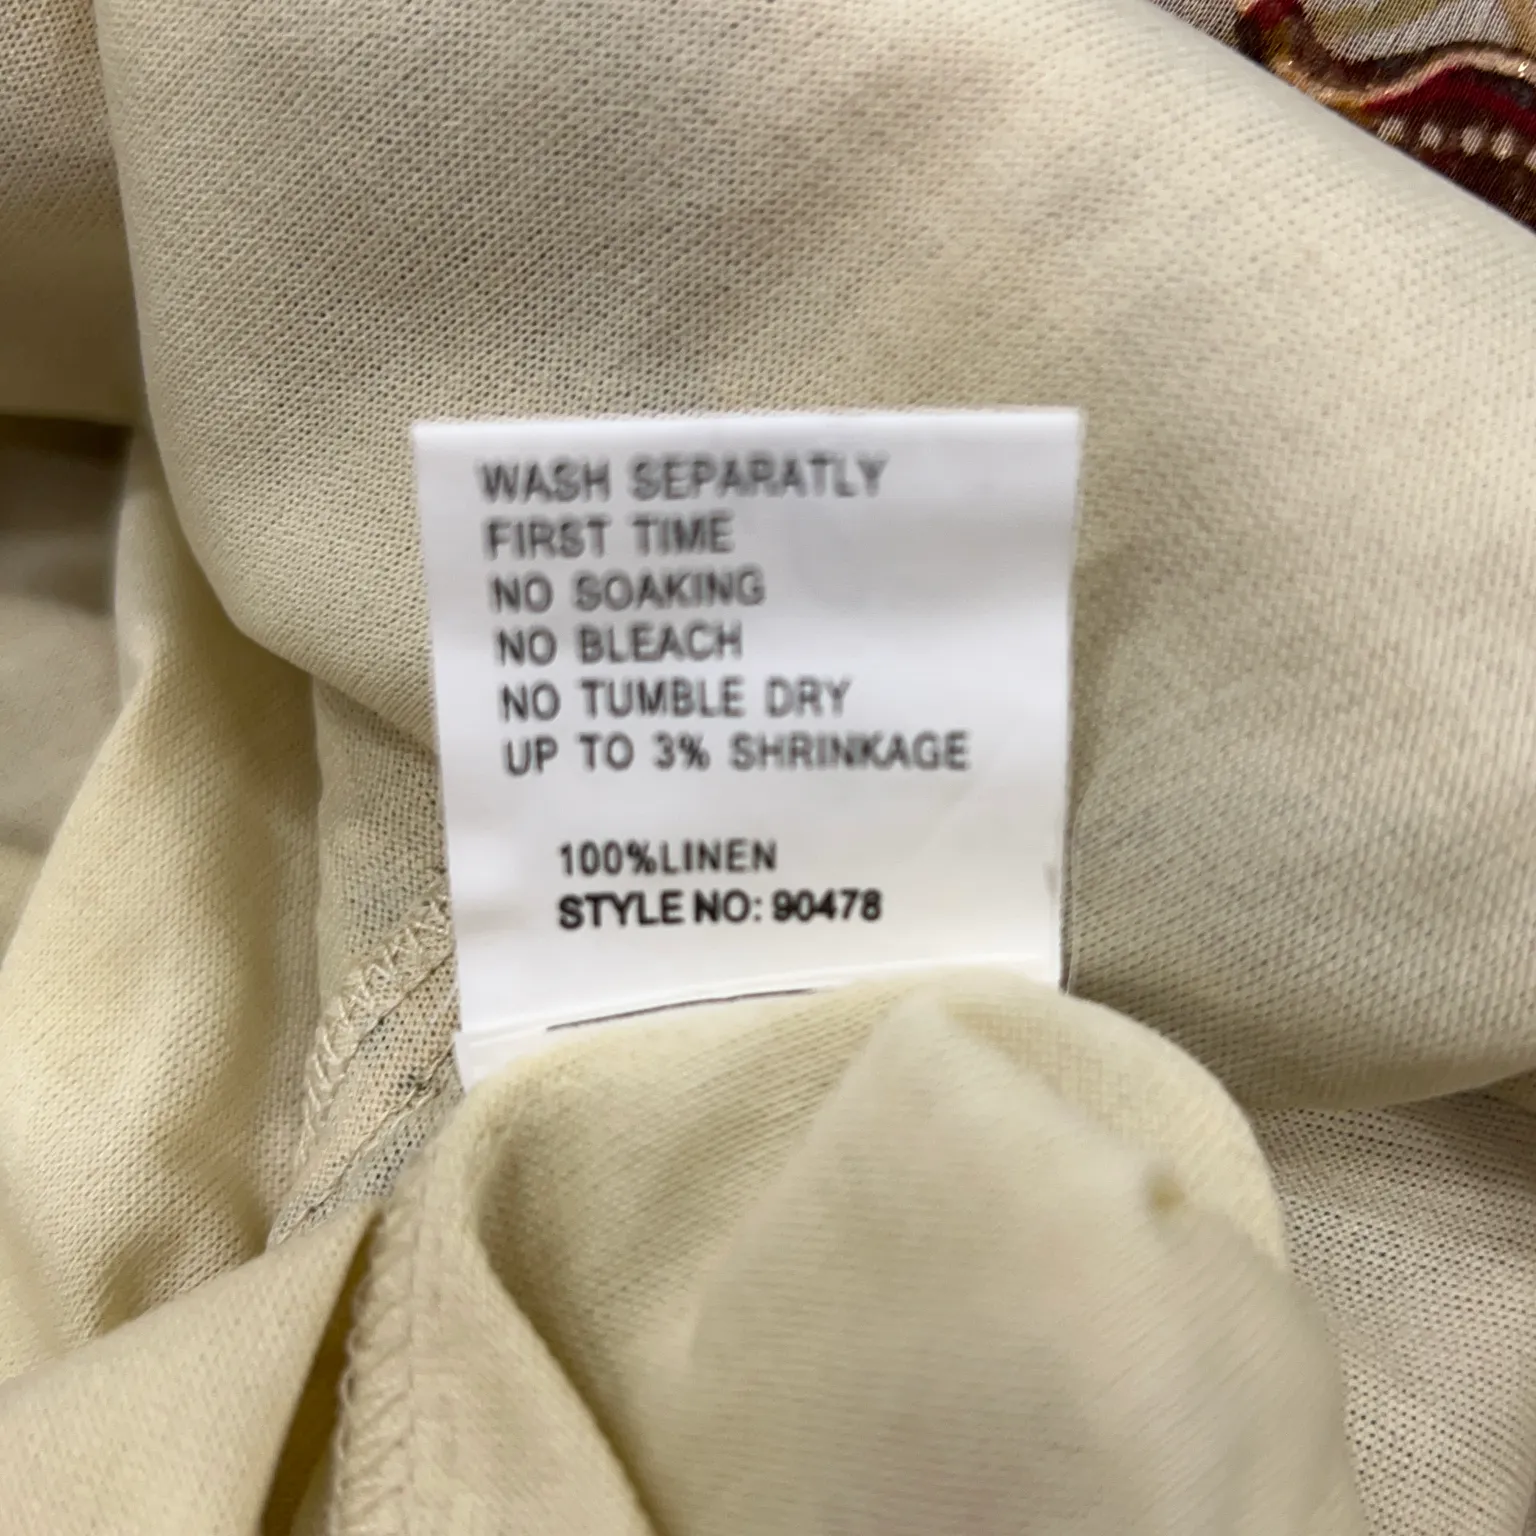 WASH SEPARATLY
FIRST TIME
NO SOAKING
NO BLEACH
NO TUMBLE DRY
UP TO 3% SHRINKAGE
100%LINEN
STYLE NO: 90478